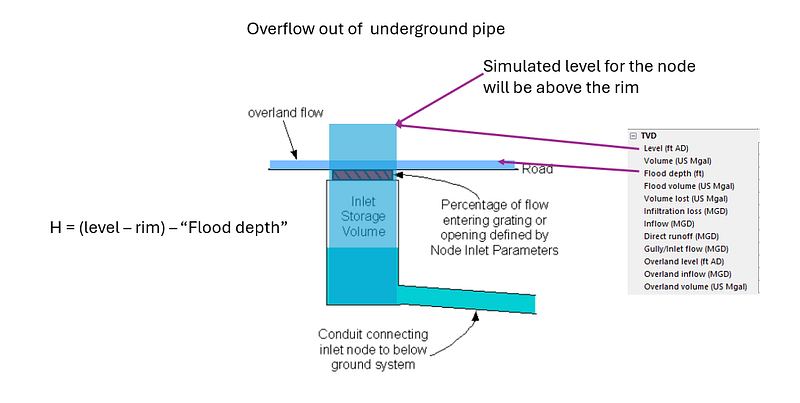 Overflow out of underground pipe
Simulated level for the node
will be above the rim
overland flow
Road
Inlet
Storage
Volume
Percentage of flow
entering grating or
opening defined by
Node Inlet Parameters
H = (level – rim) – “Flood depth”
Conduit connecting
inlet node to below
ground system
TVD
Level (ft AD)
Volume (US Mgal)
Flood depth (ft)
Flood volume (US Mgal)
Volume lost (US Mgal)
Infiltration loss (MGD)
Inflow (MGD)
Direct runoff (MGD)
Gully/Inlet flow (MGD)
Overland level (ft AD)
Overland inflow (MGD)
Overland volume (US Mgal)